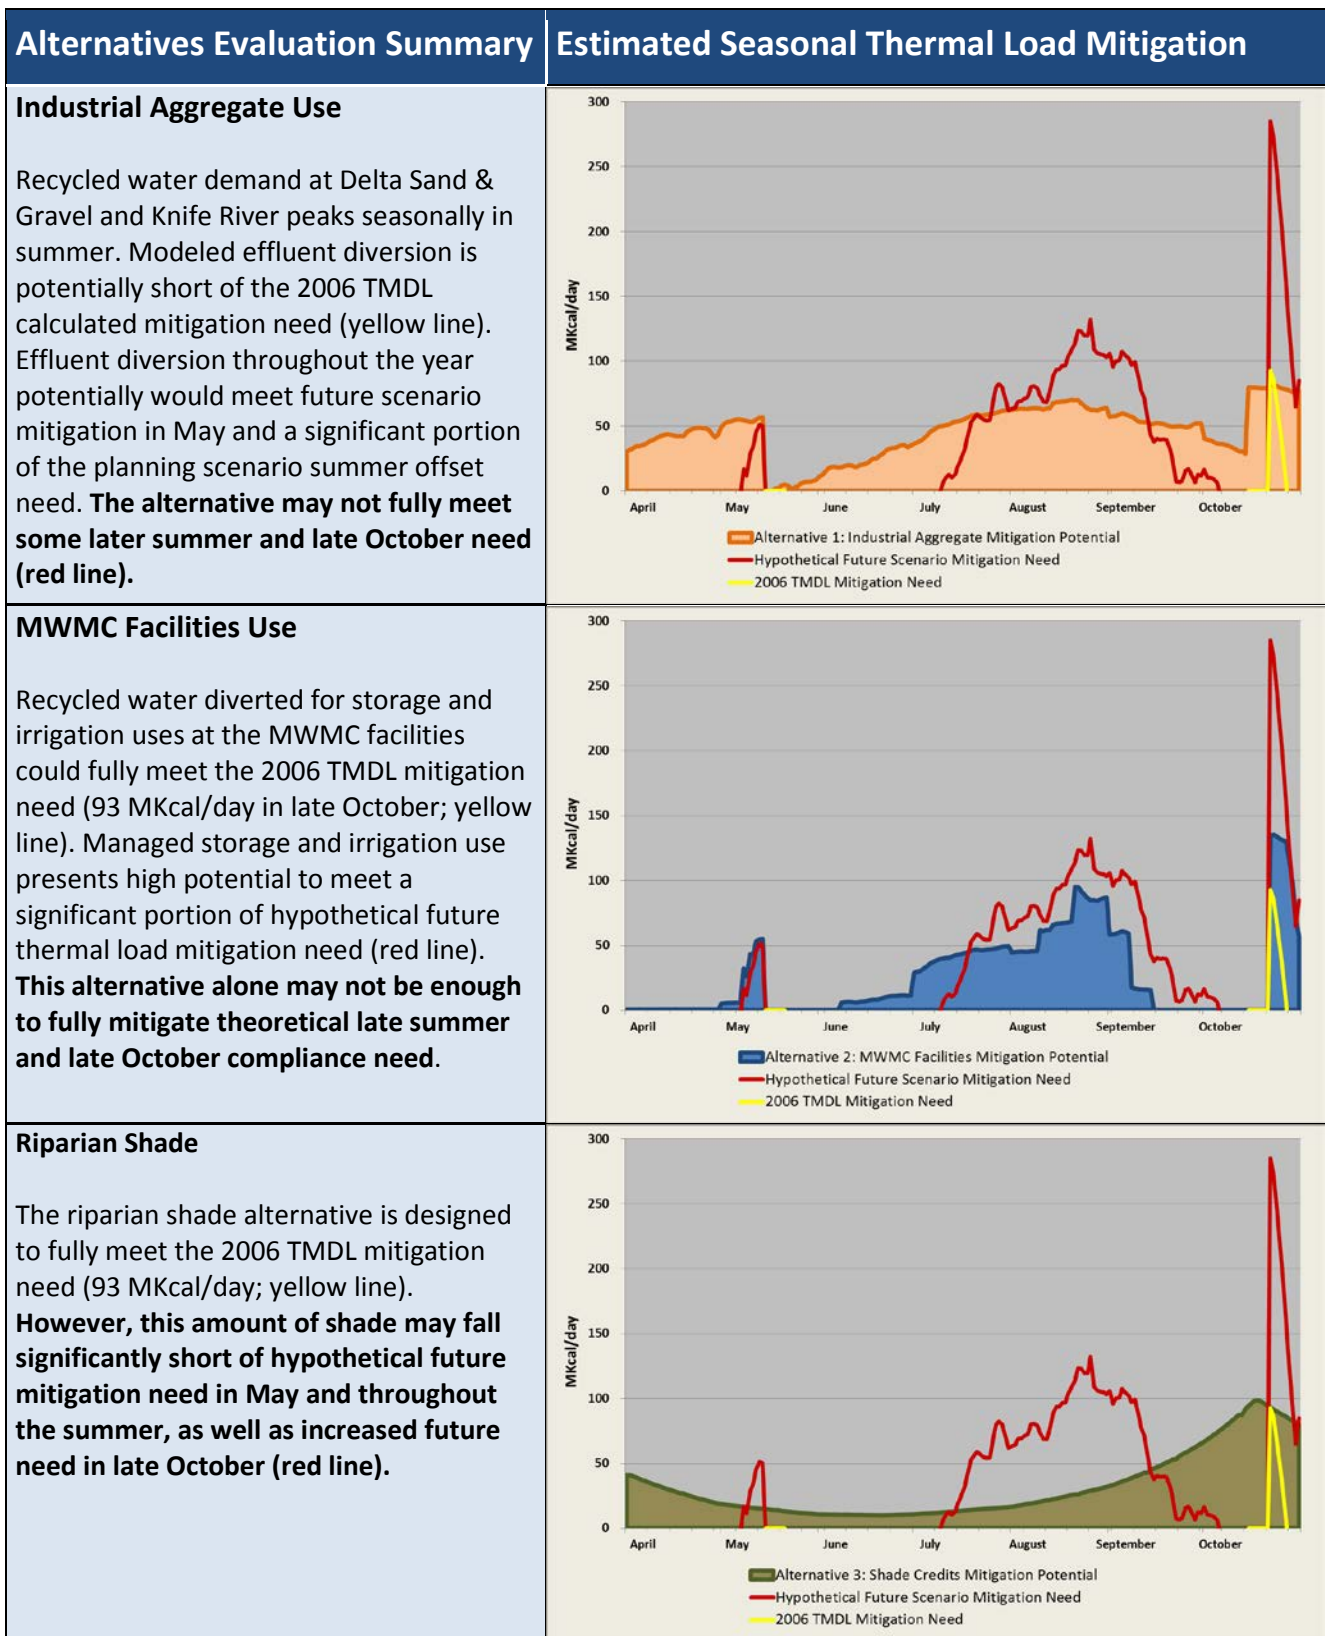 Alternatives Evaluation Summary
Estimated Seasonal Thermal Load Mitigation
Industrial Aggregate Use
Recycled water demand at Delta Sand &
Gravel and Knife River peaks seasonally in
summer. Modeled effluent diversion is
potentially short of the 2006 TMDL
calculated mitigation need (yellow line).
Effluent diversion throughout the year
potentially would meet future scenario
mitigation in May and a significant portion
of the planning scenario summer offset
need. The alternative may not fully meet
some later summer and late October need
(red line).
300
250
200
150
100
50
0
MKcal/day
April May June July August September October
Alternative 1: Industrial Aggregate Mitigation Potential
Hypothetical Future Scenario Mitigation Need
2006 TMDL Mitigation Need
MWMC Facilities Use
Recycled water diverted for storage and
irrigation uses at the MWMC facilities
could fully meet the 2006 TMDL mitigation
need (93 MKcal/day in late October; yellow
line). Managed storage and irrigation use
presents high potential to meet a
significant portion of hypothetical future
thermal load mitigation need (red line).
This alternative alone may not be enough
to fully mitigate theoretical late summer
and late October compliance need.
300
250
200
150
100
50
0
MKcal/day
April May June July August September October
Alternative 2: MWMC Facilities Mitigation Potential
Hypothetical Future Scenario Mitigation Need
2006 TMDL Mitigation Need
Riparian Shade
The riparian shade alternative is designed
to fully meet the 2006 TMDL mitigation
need (93 MKcal/day; yellow line).
However, this amount of shade may fall
significantly short of hypothetical future
mitigation need in May and throughout
the summer, as well as increased future
need in late October (red line).
300
250
200
150
100
50
0
MKcal/day
April May June July August September October
Alternative 3: Shade Credits Mitigation Potential
Hypothetical Future Scenario Mitigation Need
2006 TMDL Mitigation Need